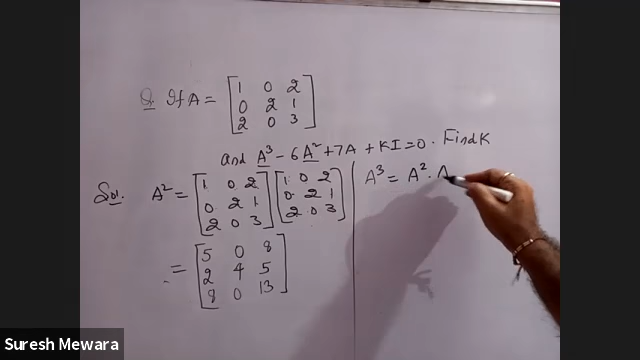 Q. If A = [1 0 2
0 2 1
2 0 3]
and A³ - 6A² + 7A + KI = 0. Find K
Sol. A² = [1 0 2
0 2 1
2 0 3] [1 0 2
0 2 1
2 0 3]
= [5 0 8
2 4 5
8 0 13]
A³ = A² · A
Suresh Mewara